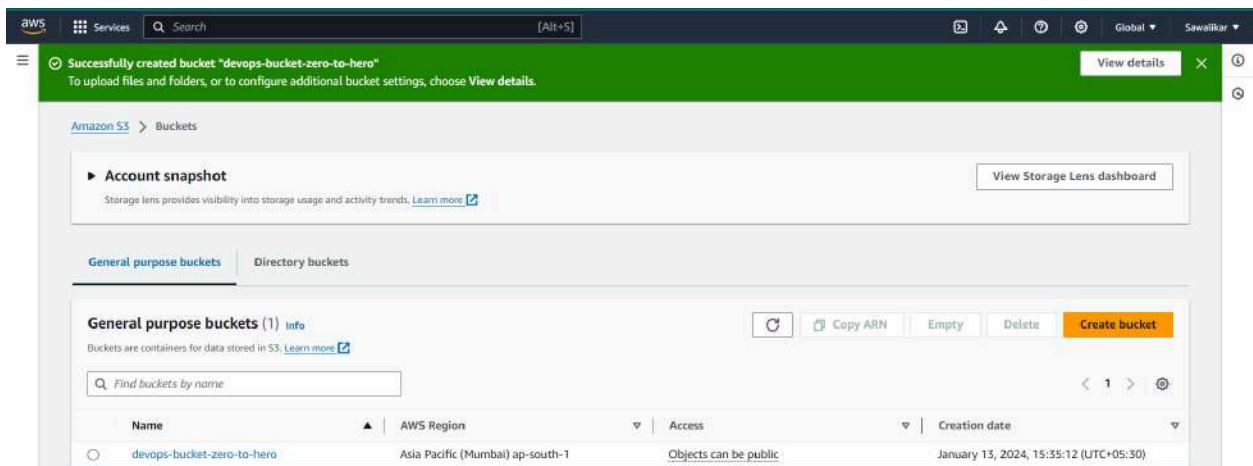 aws Services Search [Alt+S] Global Sawalikar
Successfully created bucket "devops-bucket-zero-to-hero"
To upload files and folders, or to configure additional bucket settings, choose View details.
View details
Amazon S3 > Buckets
Account snapshot
Storage lens provides visibility into storage usage and activity trends. Learn more
View Storage Lens dashboard
General purpose buckets Directory buckets
General purpose buckets (1) Info
Buckets are containers for data stored in S3. Learn more
Copy ARN Empty Delete Create bucket
Find buckets by name
< 1 >
Name AWS Region Access Creation date
devops-bucket-zero-to-hero Asia Pacific (Mumbai) ap-south-1 Objects can be public January 13, 2024, 15:35:12 (UTC+05:30)